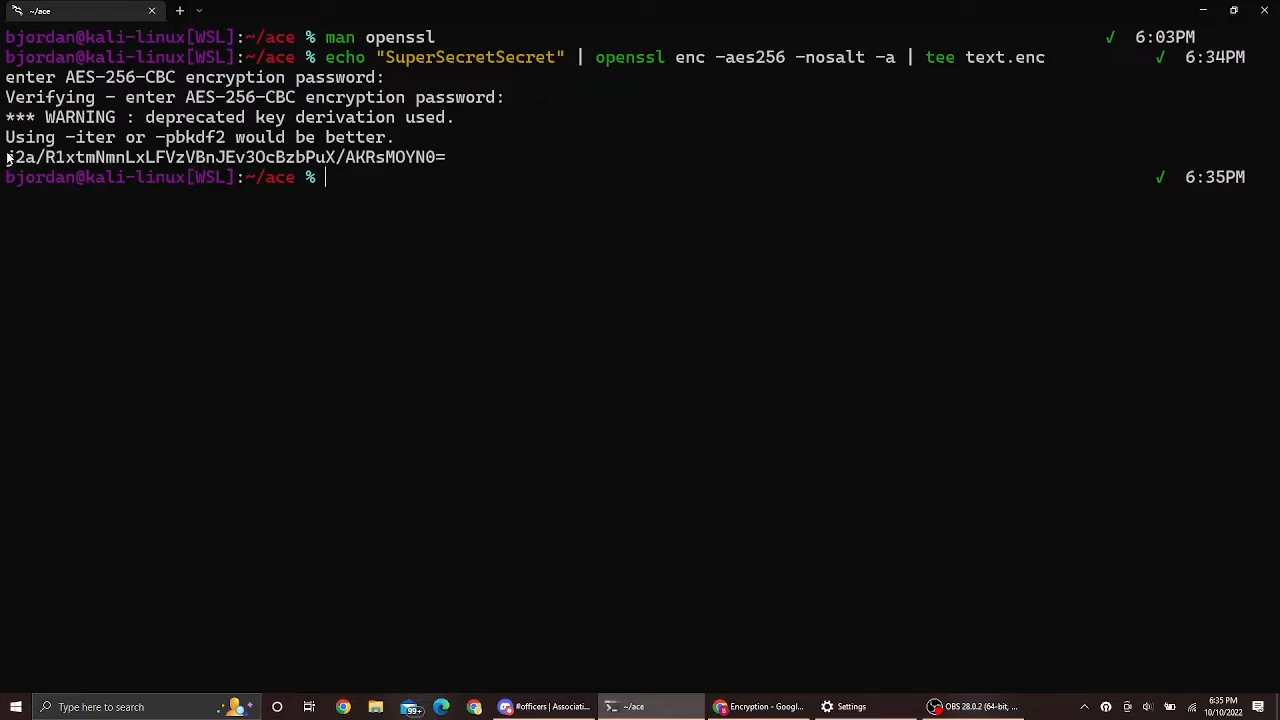 ~/ace
bjordan@kali-linux[WSL]:~/ace % man openssl ✓ 6:03PM
bjordan@kali-linux[WSL]:~/ace % echo "SuperSecretSecret" | openssl enc -aes256 -nosalt -a | tee text.enc ✓ 6:34PM
enter AES-256-CBC encryption password:
Verifying - enter AES-256-CBC encryption password:
*** WARNING : deprecated key derivation used.
Using -iter or -pbkdf2 would be better.
i2a/R1xtmNmnLxLFVzVBnJEv3OcBzbPuX/AKRsMOYN0=
bjordan@kali-linux[WSL]:~/ace % ✓ 6:35PM
Type here to search 99+ #officers | Associati... ~/ace Encryption - Googl... Settings OBS 28.0.2 (64-bit, ... 6:35 PM
10/10/2022